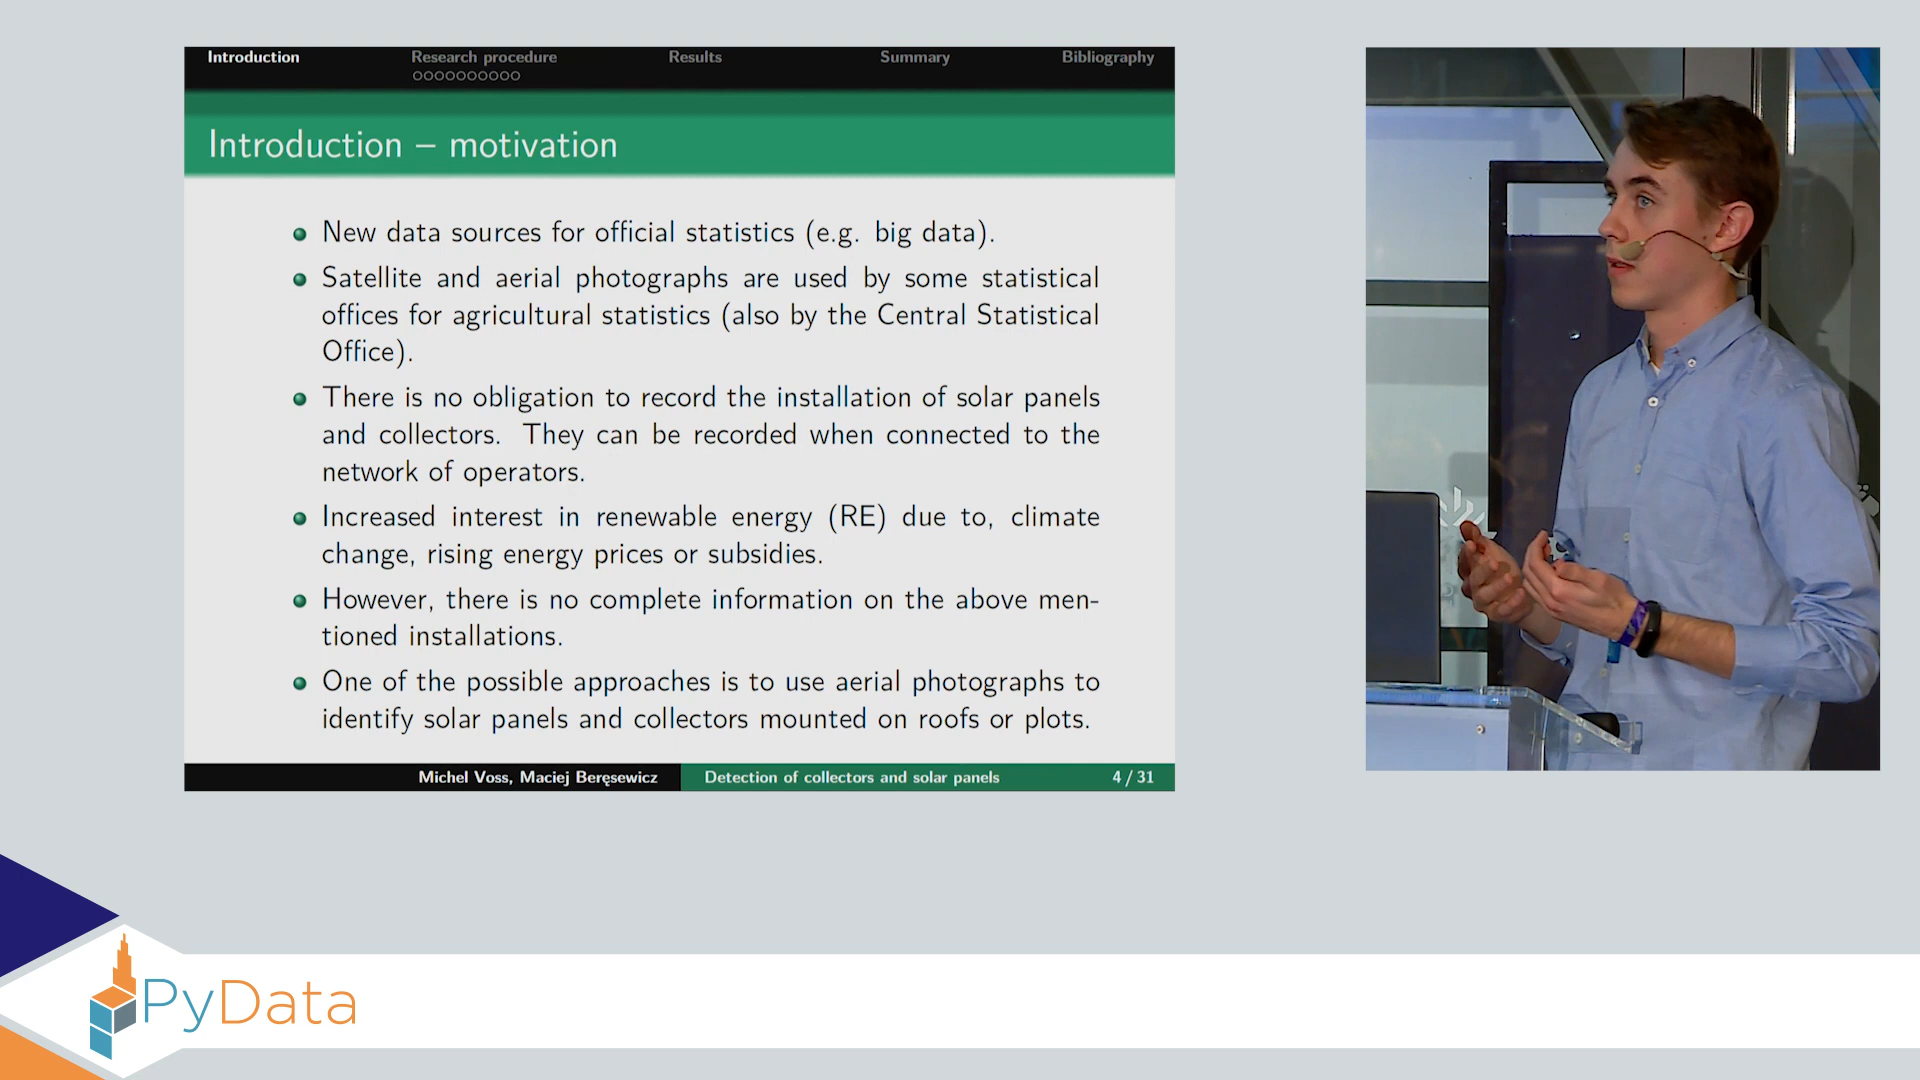 Introduction
Research procedure
Results
Summary
Bibliography
Introduction – motivation
New data sources for official statistics (e.g. big data).
Satellite and aerial photographs are used by some statistical
offices for agricultural statistics (also by the Central Statistical
Office).
There is no obligation to record the installation of solar panels
and collectors. They can be recorded when connected to the
network of operators.
Increased interest in renewable energy (RE) due to, climate
change, rising energy prices or subsidies.
However, there is no complete information on the above men-
tioned installations.
One of the possible approaches is to use aerial photographs to
identify solar panels and collectors mounted on roofs or plots.
Michel Voss, Maciej Beręsewicz
Detection of collectors and solar panels
4 / 31
PyData